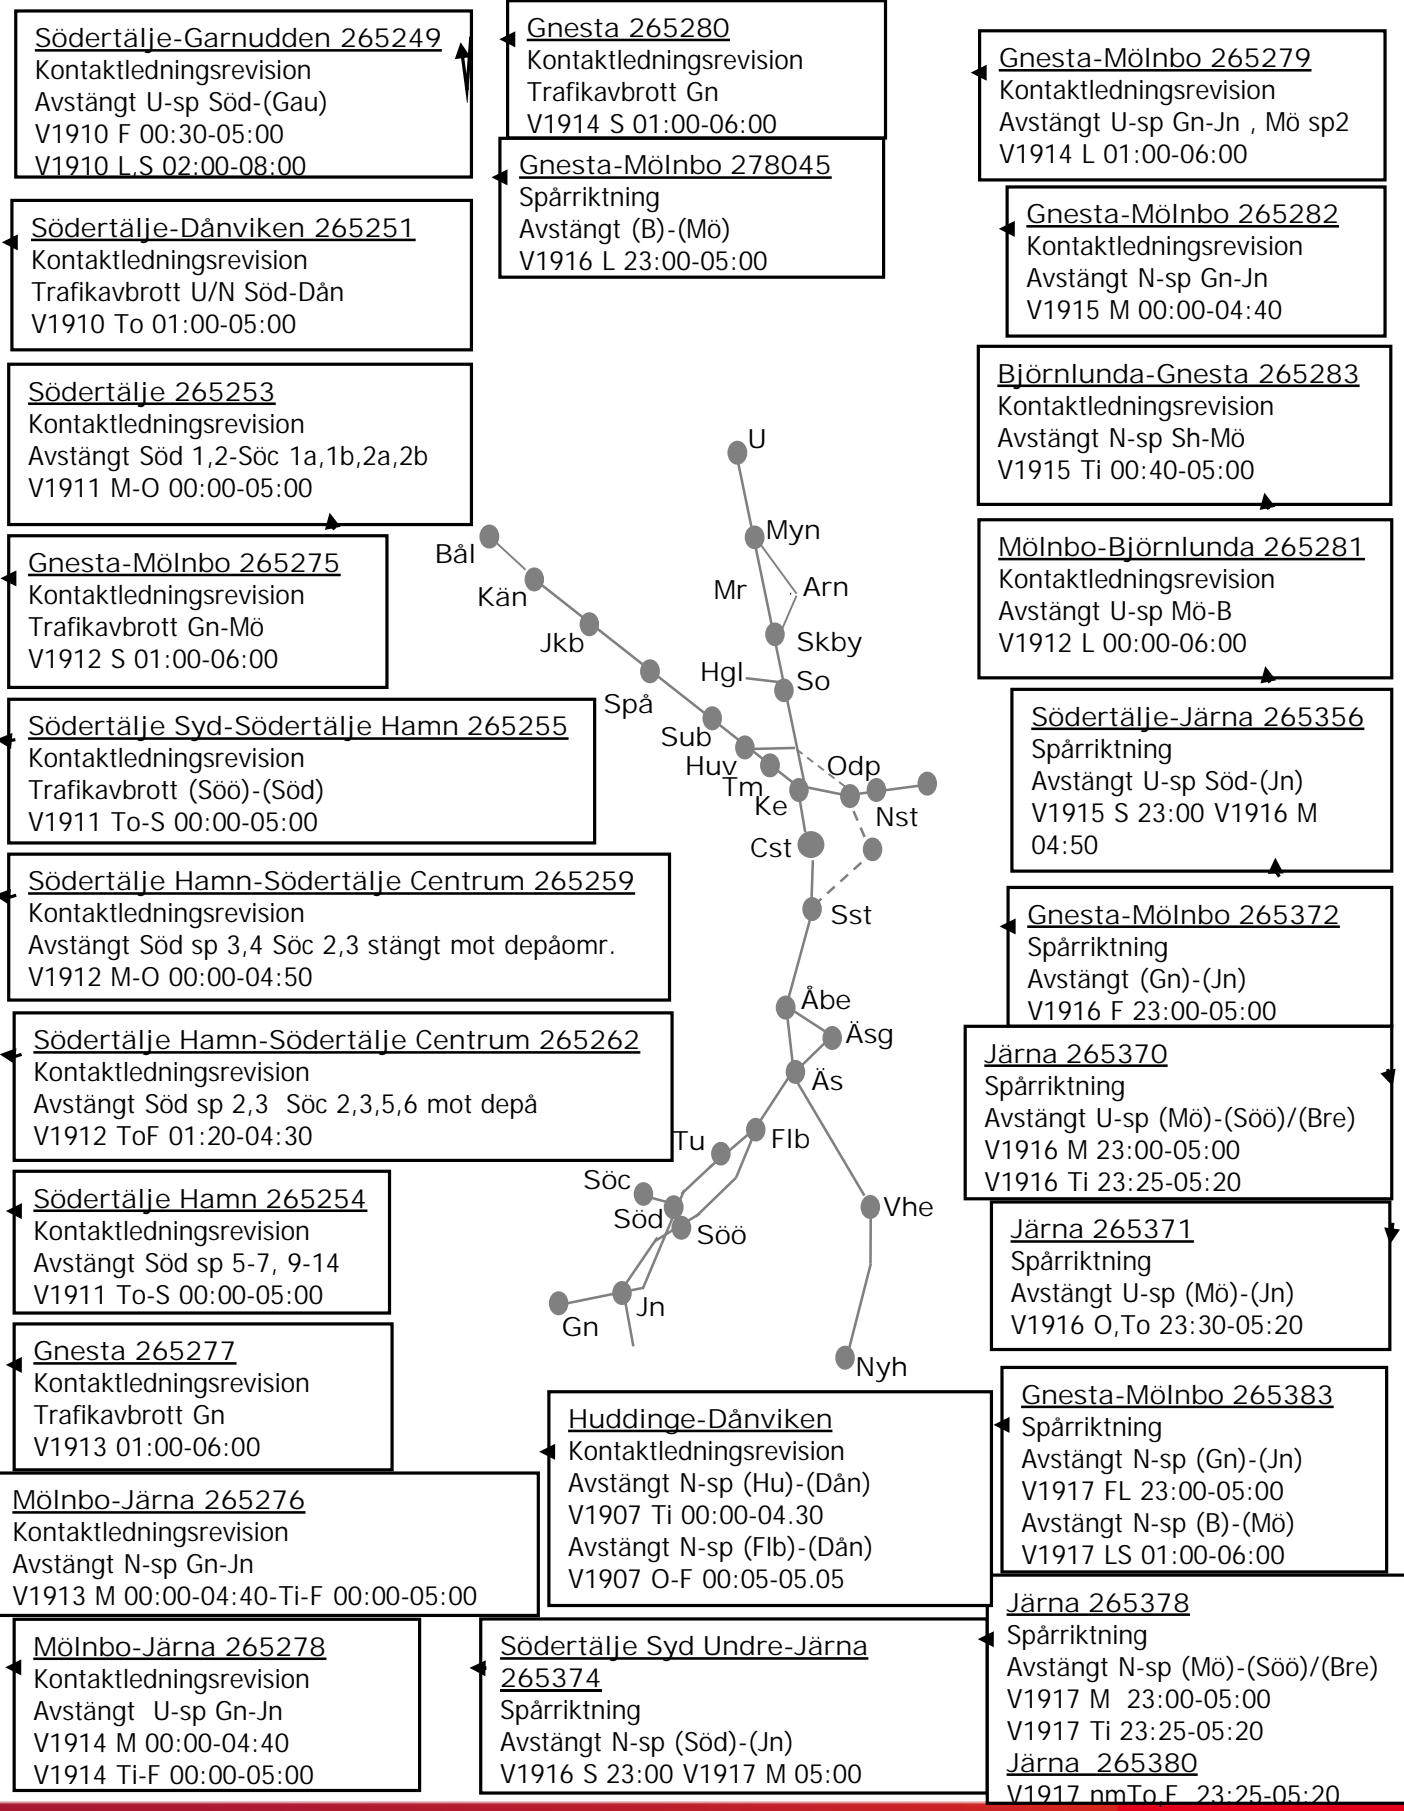 Södertälje-Garnudden 265249
Kontaktledningsrevision
Avstängt U-sp Söd-(Gau)
V1910 F 00:30-05:00
V1910 L,S 02:00-08:00
Södertälje-Dånviken 265251
Kontaktledningsrevision
Trafikavbrott U/N Söd-Dån
V1910 To 01:00-05:00
Södertälje 265253
Kontaktledningsrevision
Avstängt Söd 1,2-Söc 1a,1b,2a,2b
V1911 M-O 00:00-05:00
Gnesta-Mölnbo 265275
Kontaktledningsrevision
Trafikavbrott Gn-Mö
V1912 S 01:00-06:00
Södertälje Syd-Södertälje Hamn 265255
Kontaktledningsrevision
Trafikavbrott (Söö)-(Söd)
V1911 To-S 00:00-05:00
Södertälje Hamn-Södertälje Centrum 265259
Kontaktledningsrevision
Avstängt Söd sp 3,4 Söc 2,3 stängt mot depåomr.
V1912 M-O 00:00-04:50
Södertälje Hamn-Södertälje Centrum 265262
Kontaktledningsrevision
Avstängt Söd sp 2,3 Söc 2,3,5,6 mot depå
V1912 ToF 01:20-04:30
Södertälje Hamn 265254
Kontaktledningsrevision
Avstängt Söd sp 5-7, 9-14
V1911 To-S 00:00-05:00
Gnesta 265277
Kontaktledningsrevision
Trafikavbrott Gn
V1913 01:00-06:00
Mölnbo-Järna 265276
Kontaktledningsrevision
Avstängt N-sp Gn-Jn
V1913 M 00:00-04:40-Ti-F 00:00-05:00
Mölnbo-Järna 265278
Kontaktledningsrevision
Avstängt U-sp Gn-Jn
V1914 M 00:00-04:40
V1914 Ti-F 00:00-05:00
Gnesta 265280
Kontaktledningsrevision
Trafikavbrott Gn
V1914 S 01:00-06:00
Gnesta-Mölnbo 278045
Spårriktning
Avstängt (B)-(Mö)
V1916 L 23:00-05:00
U
Myn
Bål
Kän
Mr
Arn
Jkb
Skby
Hgl
So
Spå
Sub
Huv
Odp
Tm
Ke
Nst
Cst
Sst
Åbe
Äsg
Äs
Tu
Flb
Söc
Söd
Söö
Vhe
Jn
Gn
Nyh
Huddinge-Dånviken
Kontaktledningsrevision
Avstängt N-sp (Hu)-(Dån)
V1907 Ti 00:00-04.30
Avstängt N-sp (Flb)-(Dån)
V1907 O-F 00:05-05.05
Södertälje Syd Undre-Järna
265374
Spårriktning
Avstängt N-sp (Söd)-(Jn)
V1916 S 23:00 V1917 M 05:00
Gnesta-Mölnbo 265279
Kontaktledningsrevision
Avstängt U-sp Gn-Jn , Mö sp2
V1914 L 01:00-06:00
Gnesta-Mölnbo 265282
Kontaktledningsrevision
Avstängt N-sp Gn-Jn
V1915 M 00:00-04:40
Björnlunda-Gnesta 265283
Kontaktledningsrevision
Avstängt N-sp Sh-Mö
V1915 Ti 00:40-05:00
Mölnbo-Björnlunda 265281
Kontaktledningsrevision
Avstängt U-sp Mö-B
V1912 L 00:00-06:00
Södertälje-Järna 265356
Spårriktning
Avstängt U-sp Söd-(Jn)
V1915 S 23:00 V1916 M
04:50
Gnesta-Mölnbo 265372
Spårriktning
Avstängt (Gn)-(Jn)
V1916 F 23:00-05:00
Järna 265370
Spårriktning
Avstängt U-sp (Mö)-(Söö)/(Bre)
V1916 M 23:00-05:00
V1916 Ti 23:25-05:20
Järna 265371
Spårriktning
Avstängt U-sp (Mö)-(Jn)
V1916 O,To 23:30-05:20
Gnesta-Mölnbo 265383
Spårriktning
Avstängt N-sp (Gn)-(Jn)
V1917 FL 23:00-05:00
Avstängt N-sp (B)-(Mö)
V1917 LS 01:00-06:00
Järna 265378
Spårriktning
Avstängt N-sp (Mö)-(Söö)/(Bre)
V1917 M 23:00-05:00
V1917 Ti 23:25-05:20
Järna 265380
V1917 nmTo,F 23:25-05:20